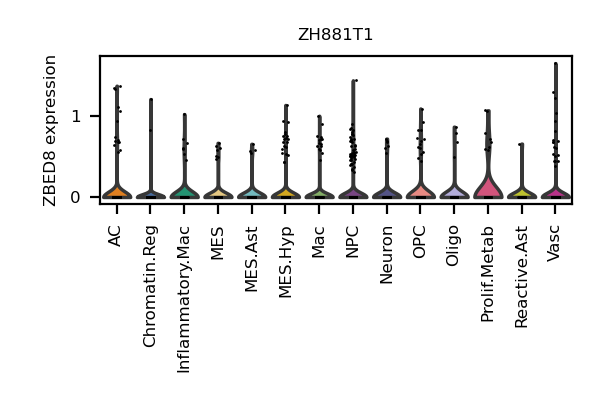 ZH881T1
ZBED8 expression
1
0
AC
Chromatin.Reg
Inflammatory.Mac
MES
MES.Ast
MES.Hyp
Mac
NPC
Neuron
OPC
Oligo
Prolif.Metab
Reactive.Ast
Vasc